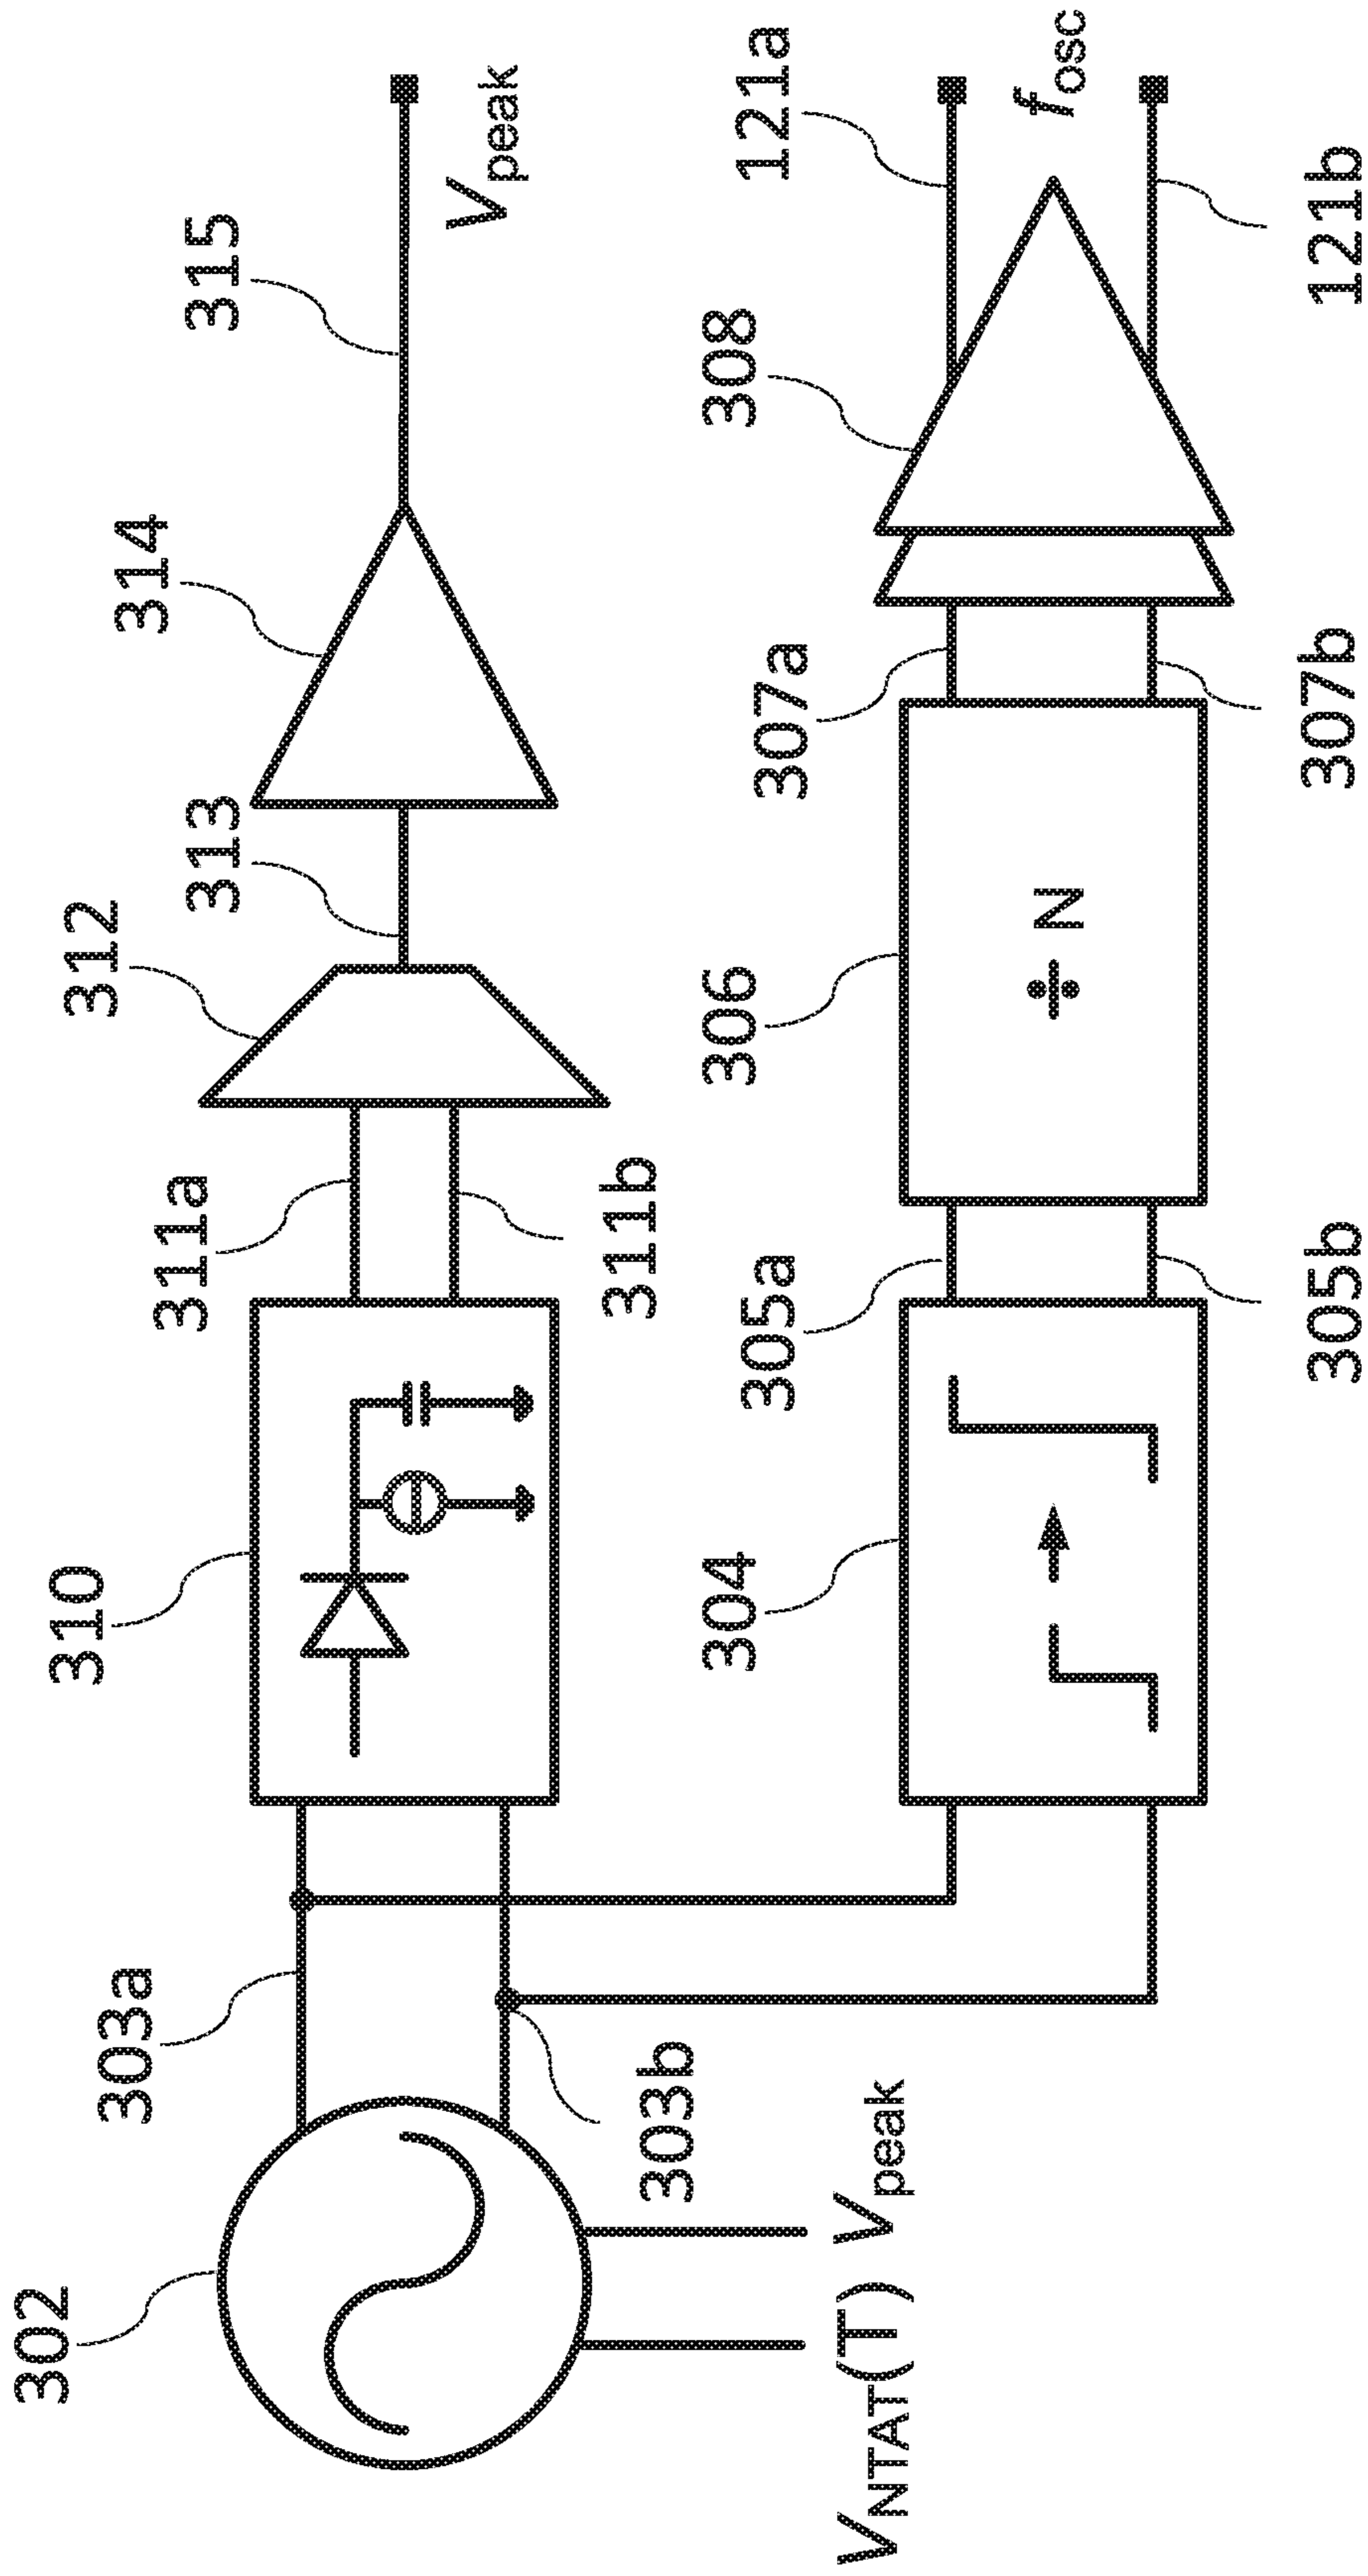 302
303a
303b
V_NTAT(T)
V_peak
310
311a
311b
312
313
314
315
V_peak
304
305a
305b
306
÷ N
307a
307b
308
121a
f_osc
121b